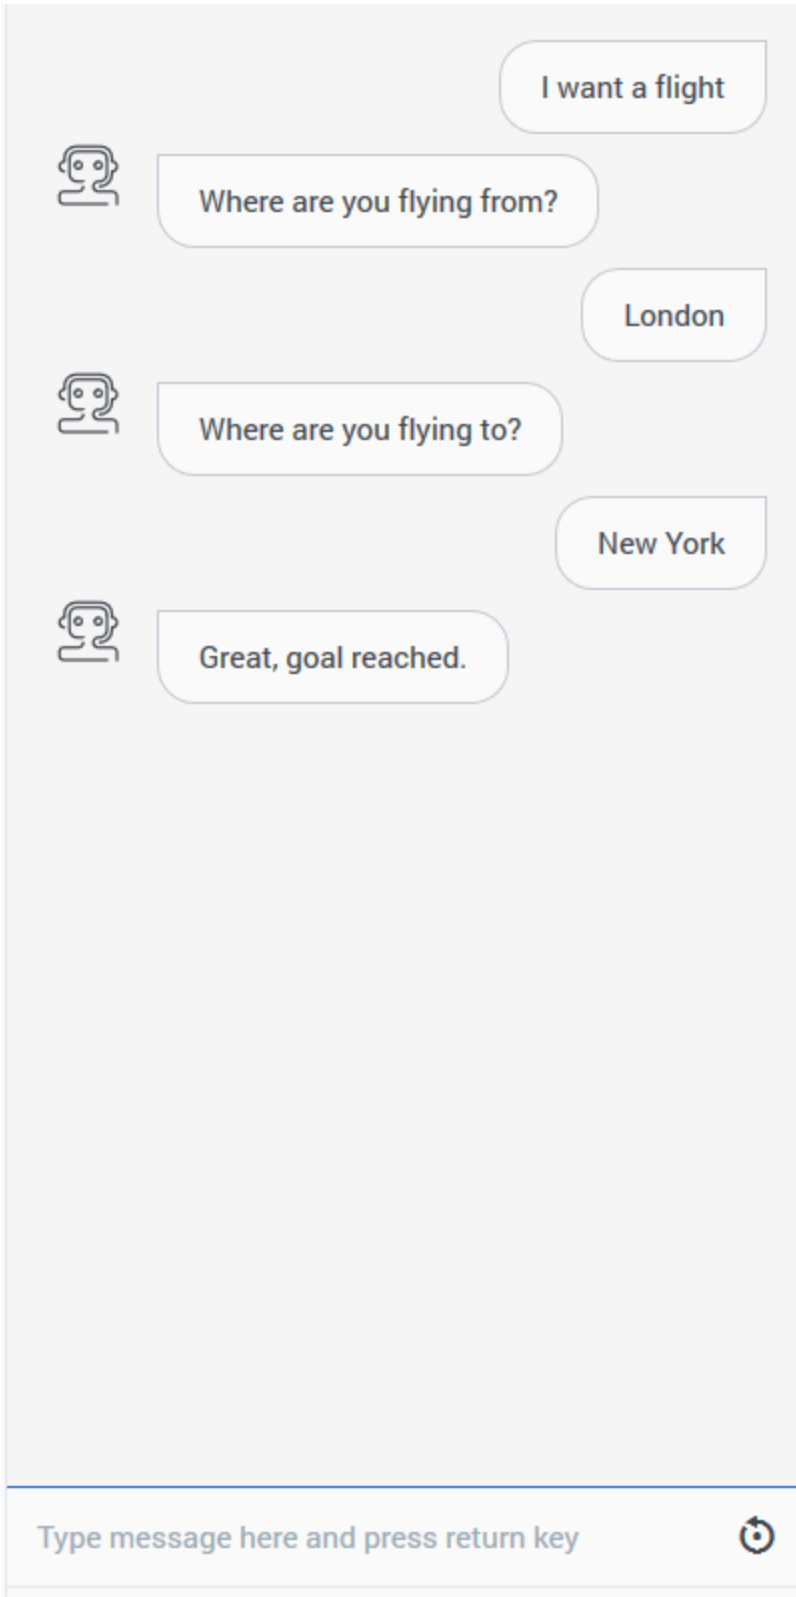 I want a flight
Where are you flying from?
London
Where are you flying to?
New York
Great, goal reached.
Type message here and press return key